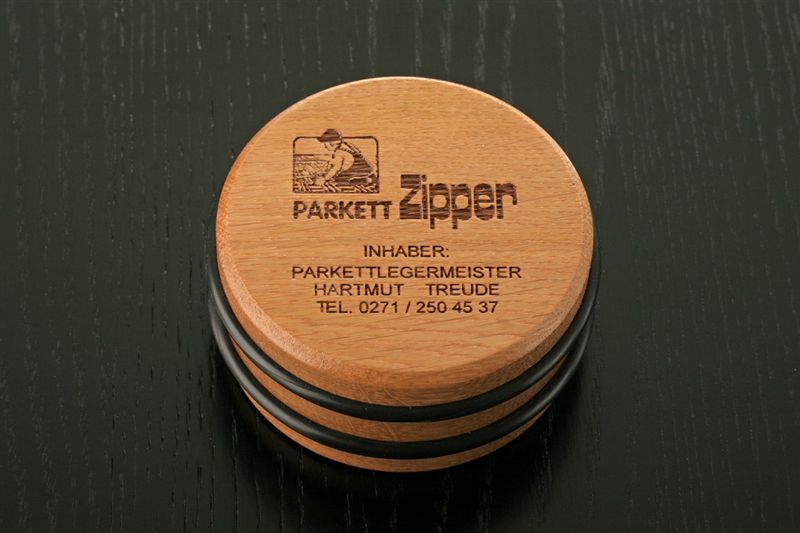 PARKETT Zipper
INHABER:
PARKETTLEGERMEISTER
HARTMUT TREUDE
TEL. 0271 / 250 45 37